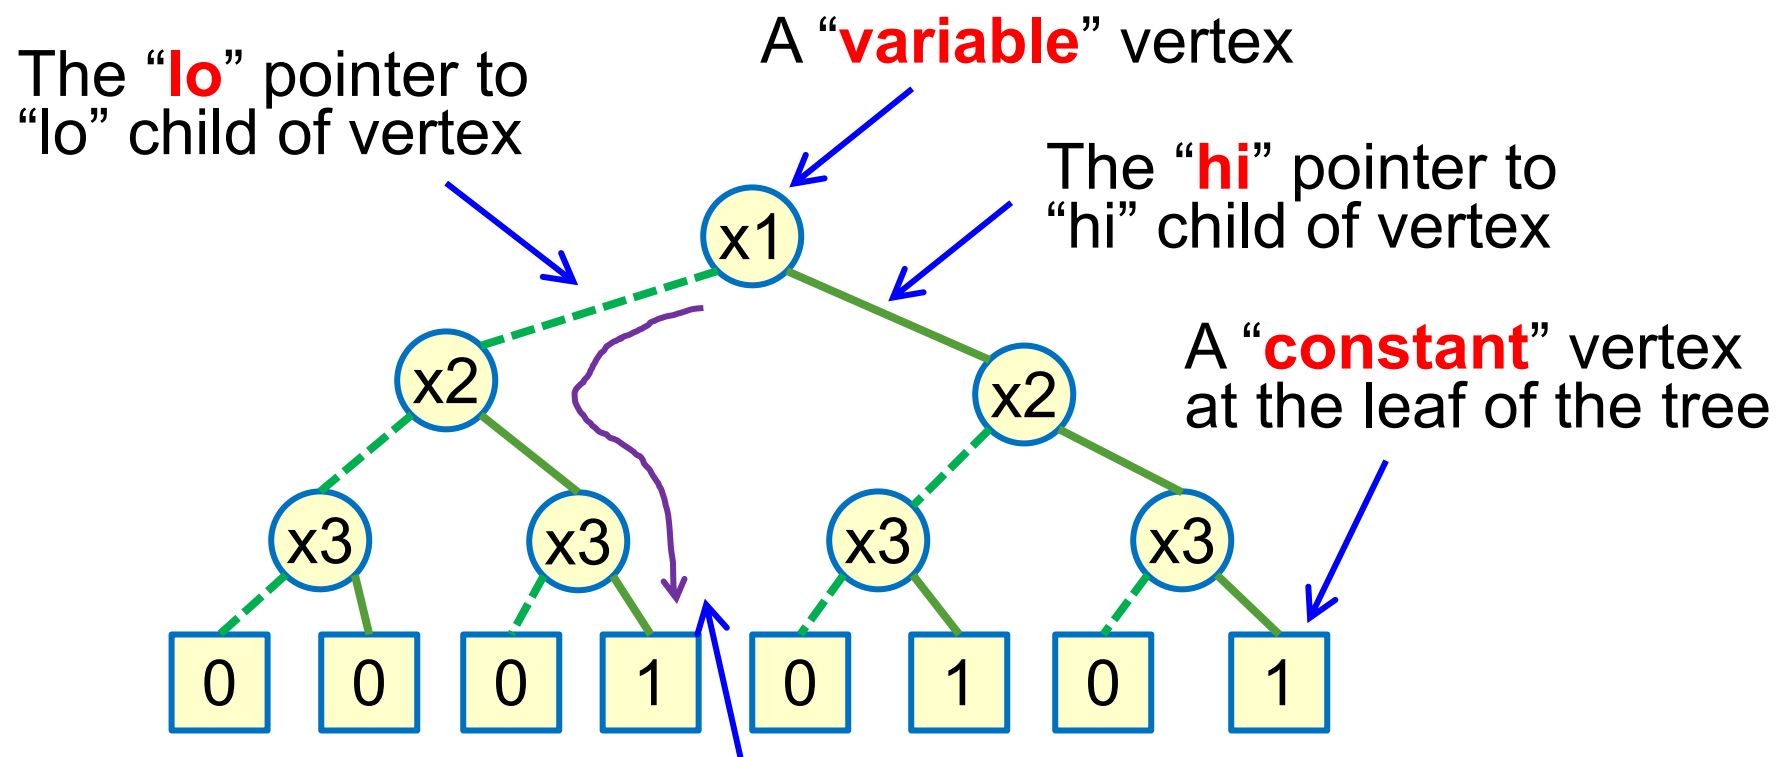 A “variable” vertex
The “lo” pointer to
“lo” child of vertex
The “hi” pointer to
“hi” child of vertex
x1
A “constant” vertex
at the leaf of the tree
x2
x2
x3
x3
x3
x3
0
0
0
1
0
1
0
1